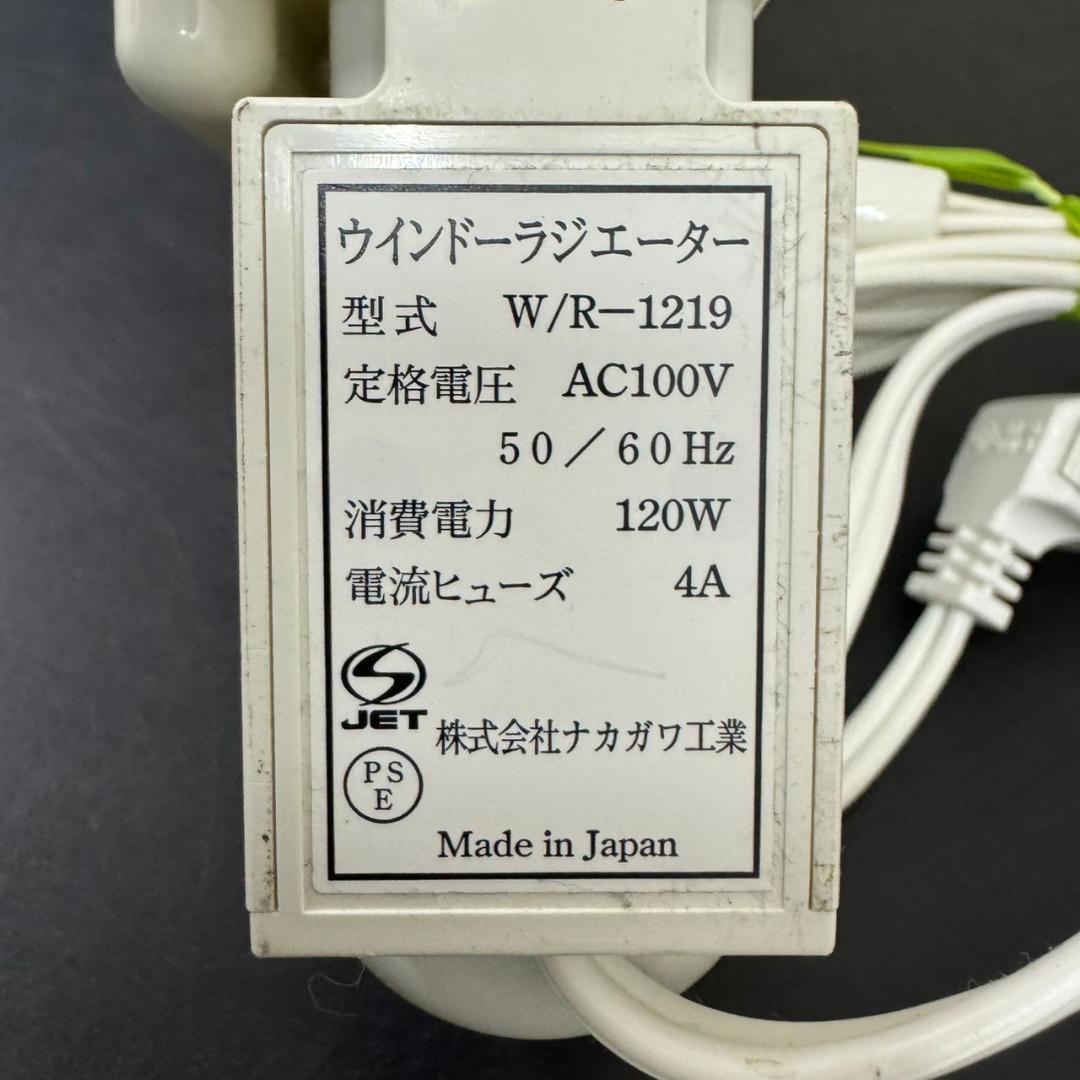 ウインドーラジエーター
型式 W/R-1219
定格電圧 AC100V
50/60Hz
消費電力 120W
電流ヒューズ 4A
JET
株式会社ナカガワ工業
PS
E
Made in Japan